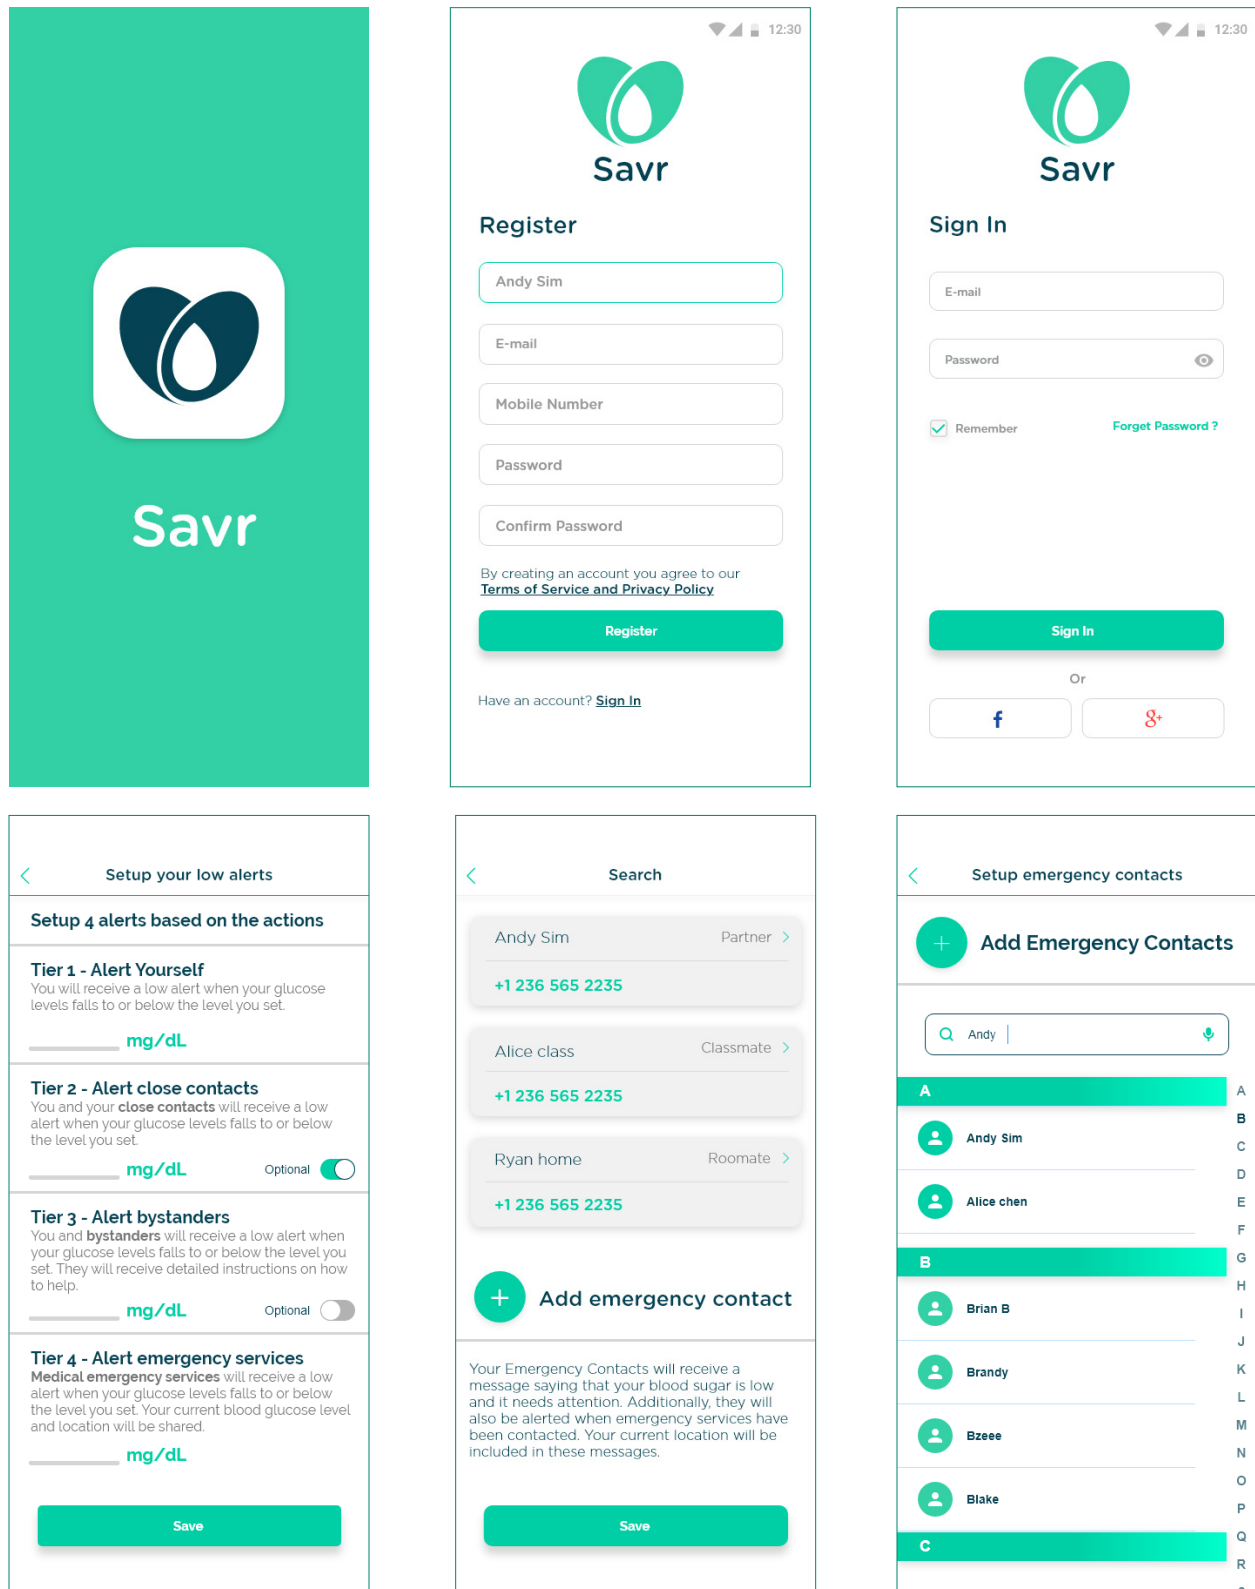 Savr
12:30
Savr
Register
Andy Sim
E-mail
Mobile Number
Password
Confirm Password
By creating an account you agree to our
Terms of Service and Privacy Policy
Register
Have an account? Sign In
12:30
Savr
Sign In
E-mail
Password
Remember
Forget Password ?
Sign In
Or
f
g+
Setup your low alerts
Setup 4 alerts based on the actions
Tier 1 - Alert Yourself
You will receive a low alert when your glucose
levels falls to or below the level you set.
mg/dL
Tier 2 - Alert close contacts
You and your close contacts will receive a low
alert when your glucose levels falls to or below
the level you set.
mg/dL
Optional
Tier 3 - Alert bystanders
You and bystanders will receive a low alert when
your glucose levels falls to or below the level you
set. They will receive detailed instructions on how
to help.
mg/dL
Optional
Tier 4 - Alert emergency services
Medical emergency services will receive a low
alert when your glucose levels falls to or below
the level you set. Your current blood glucose level
and location will be shared.
mg/dL
Save
Search
Andy Sim
Partner
+1 236 565 2235
Alice class
Classmate
+1 236 565 2235
Ryan home
Roomate
+1 236 565 2235
Add emergency contact
Your Emergency Contacts will receive a
message saying that your blood sugar is low
and it needs attention. Additionally, they will
also be alerted when emergency services have
been contacted. Your current location will be
included in these messages.
Save
Setup emergency contacts
Add Emergency Contacts
Andy
A
Andy Sim
Alice chen
B
Brian B
Brandy
Bzeee
Blake
C
A
B
C
D
E
F
G
H
I
J
K
L
M
N
O
P
Q
R